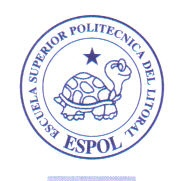 ESCUELA SUPERIOR POLITECNICA DEL LITORAL
ESPOL